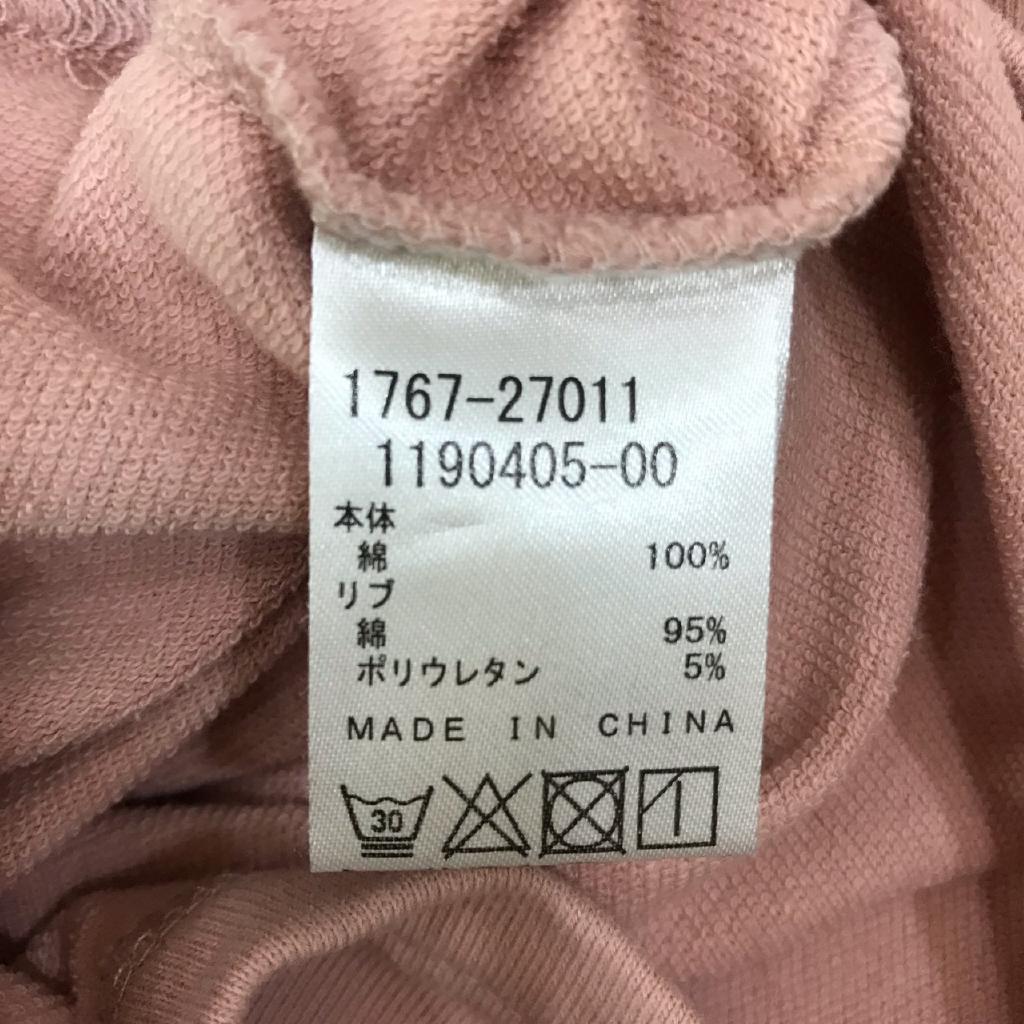 1767-27011
1190405-00
本体
綿 100%
リブ
綿 95%
ポリウレタン 5%
MADE IN CHINA
30